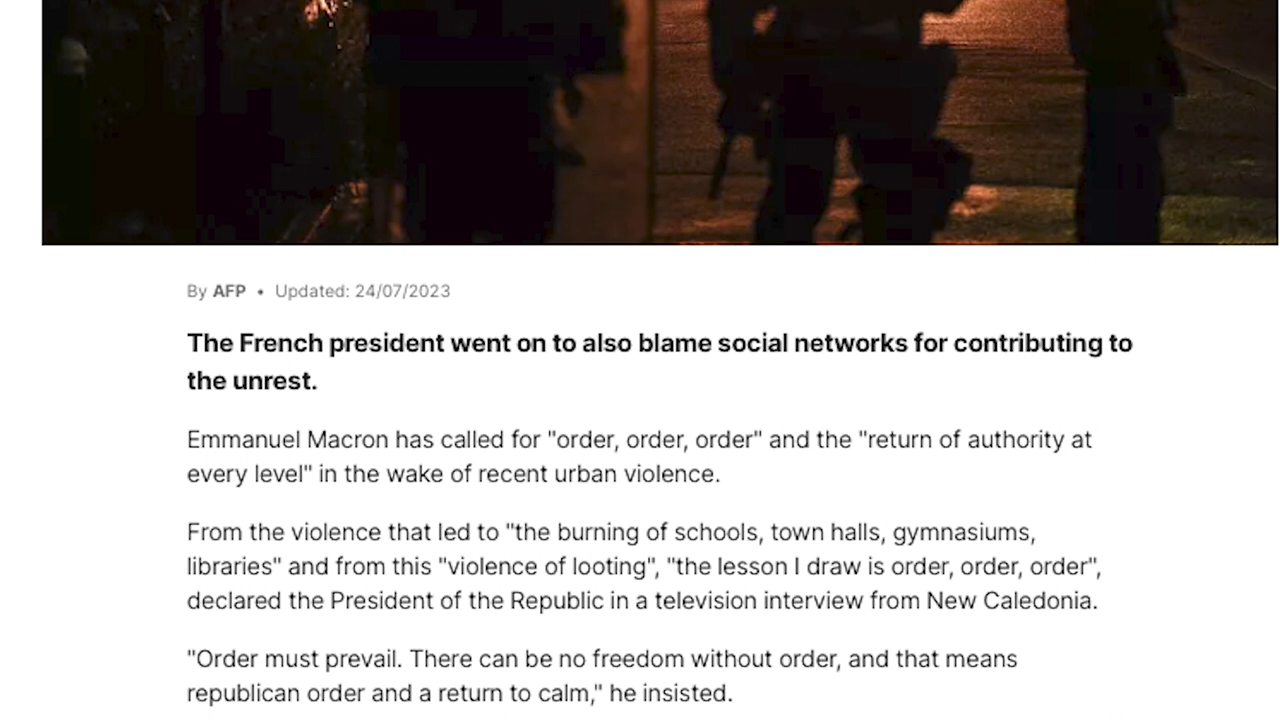 By AFP • Updated: 24/07/2023
The French president went on to also blame social networks for contributing to
the unrest.
Emmanuel Macron has called for "order, order, order" and the "return of authority at
every level" in the wake of recent urban violence.
From the violence that led to "the burning of schools, town halls, gymnasiums,
libraries" and from this "violence of looting", "the lesson I draw is order, order, order",
declared the President of the Republic in a television interview from New Caledonia.
"Order must prevail. There can be no freedom without order, and that means
republican order and a return to calm," he insisted.